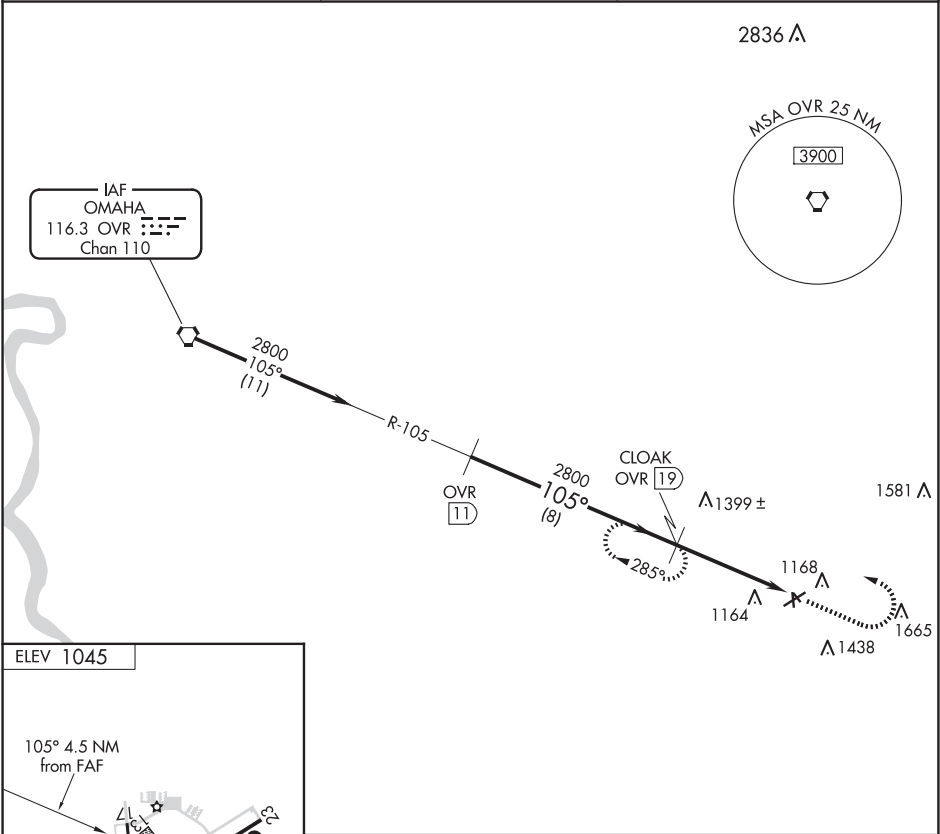 2836
MSA OVR 25 NM
3900
IAF
OMAHA
116.3 OVR
Chan 110
2800
105°
(11)
R-105
OVR
11
2800
105°
(8)
CLOAK
OVR 19
1399 ±
1581
285°
1168
1164
1665
1438
ELEV 1045
105° 4.5 NM
from FAF
17
23